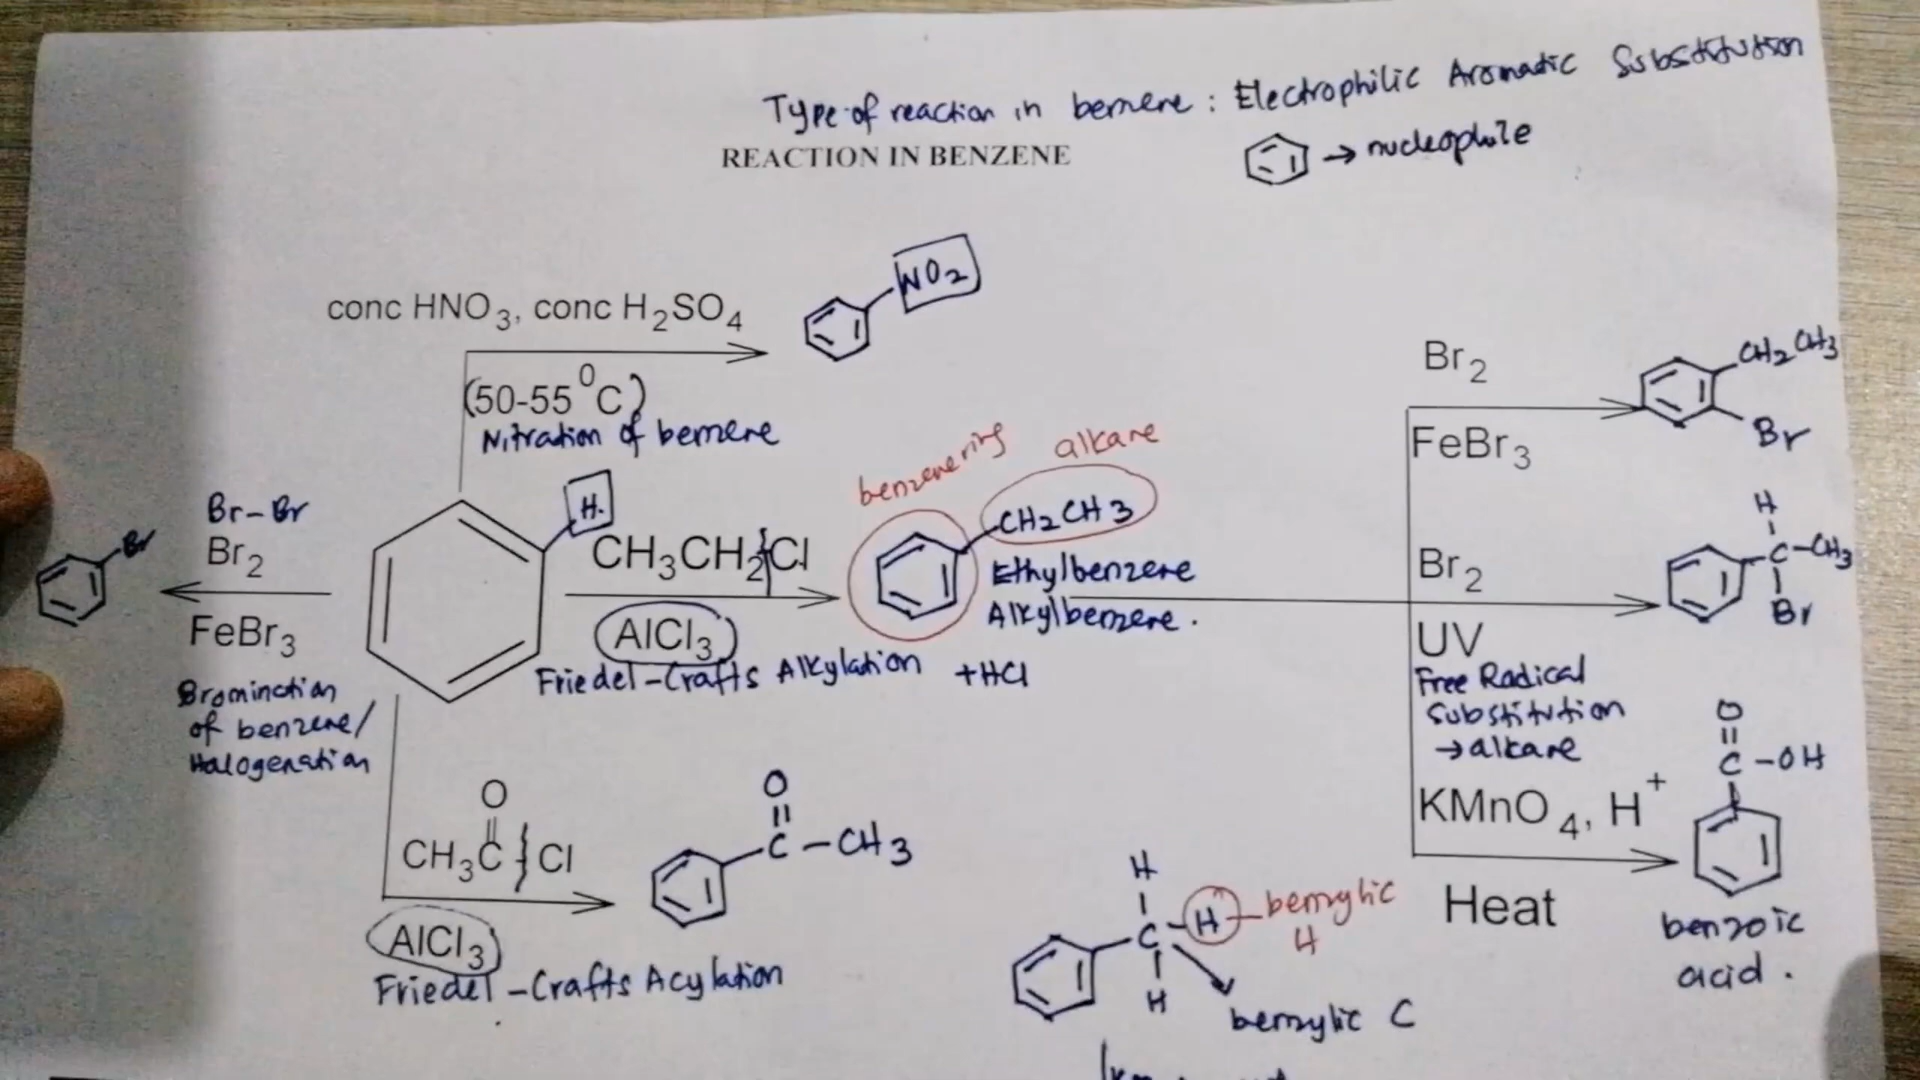 Type of reaction in benzene : Electrophilic Aromatic Substitution
REACTION IN BENZENE
→ nucleophile
NO2
conc HNO3, conc H2SO4
(50-55 ⁰C)
Nitration of benzene
Br2
FeBr3
CH2CH3
Br
benzene ring
alkane
Br-Br
Br2
FeBr3
Br
Bromination
of benzene/
Halogenation
H
CH3CH2Cl
AlCl3
Friedel-Crafts Alkylation
+HCl
CH2CH3
Ethylbenzene
Alkylbenzene.
Br2
UV
Free Radical
Substitution
→ alkane
H
C-CH3
Br
O
CH3C Cl
AlCl3
Friedel-Crafts Acylation
O
C-CH3
KMnO4, H+
Heat
O
C-OH
benzoic
acid.
H
C-H
H
benzylic
H
benzylic C